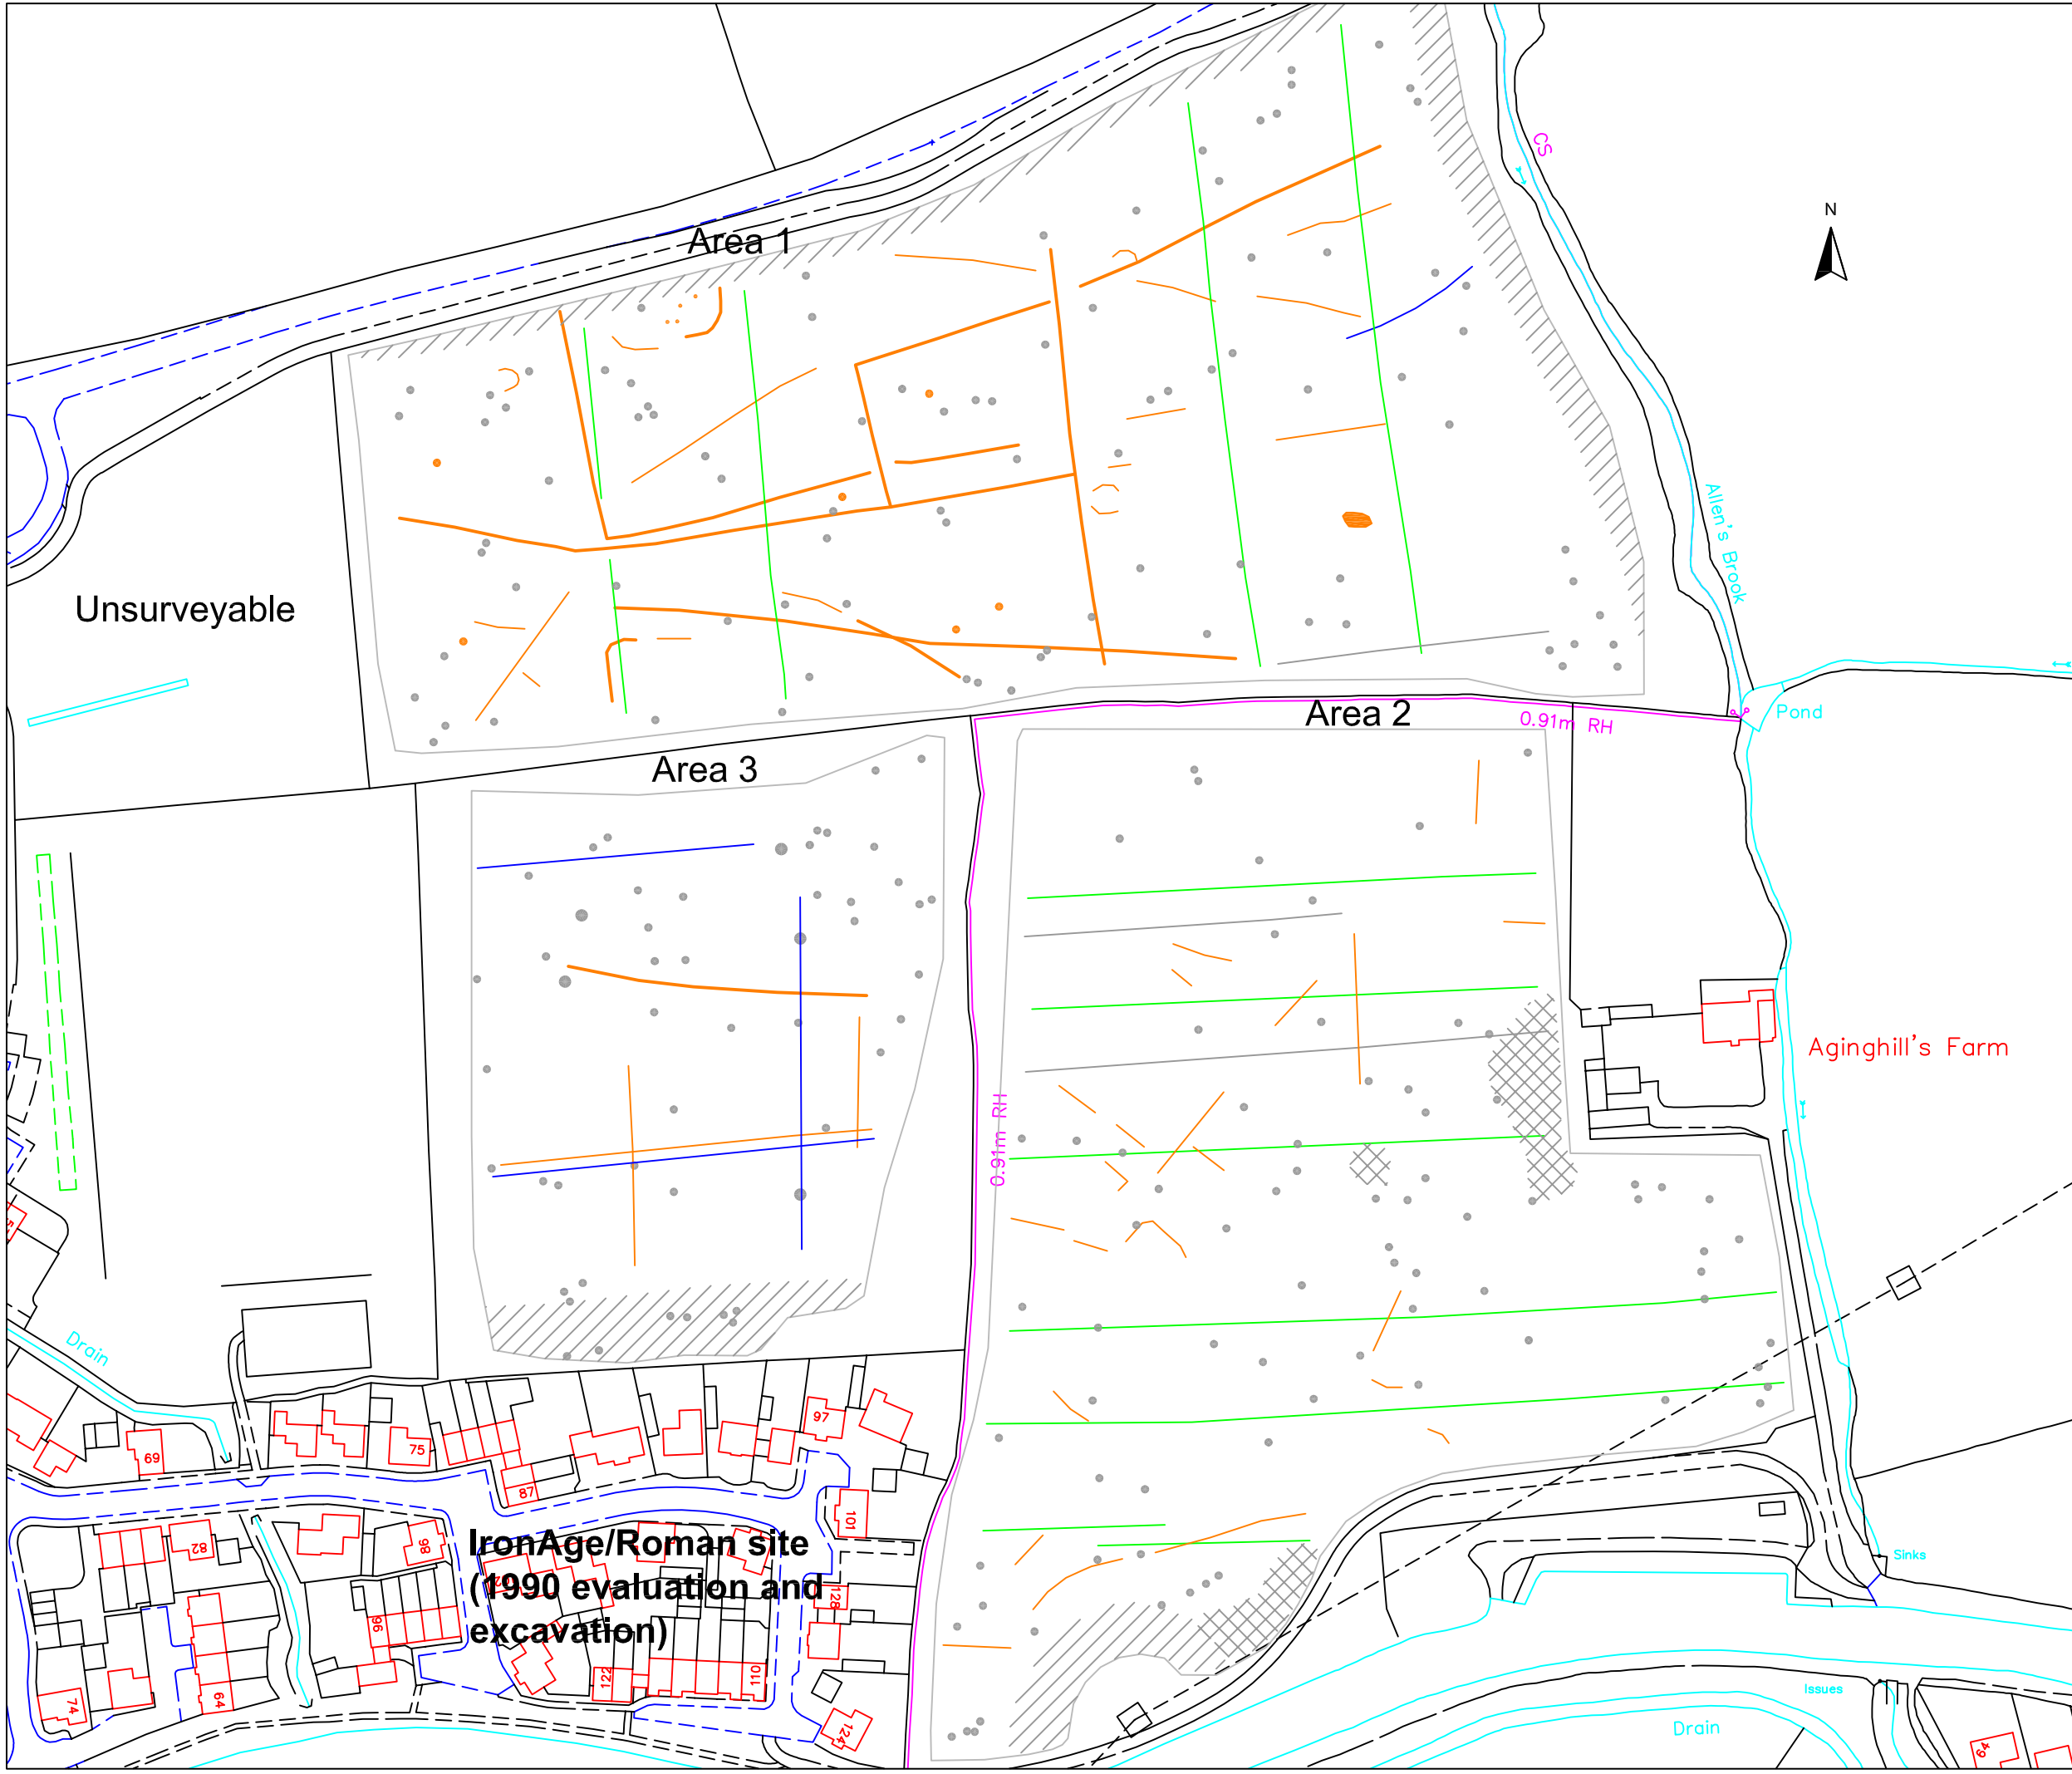 Area 1
CS
N
Allen's Brook
Unsurveyable
Area 2
0.91m RH
Pond
Area 3
Aginghill's Farm
0.91m RH
Drain
97
75
69
87
101
98
82
IronAge/Roman site
(1990 evaluation and
excavation)
128
96
Sinks
122
110
74
64
124
Issues
Drain
64